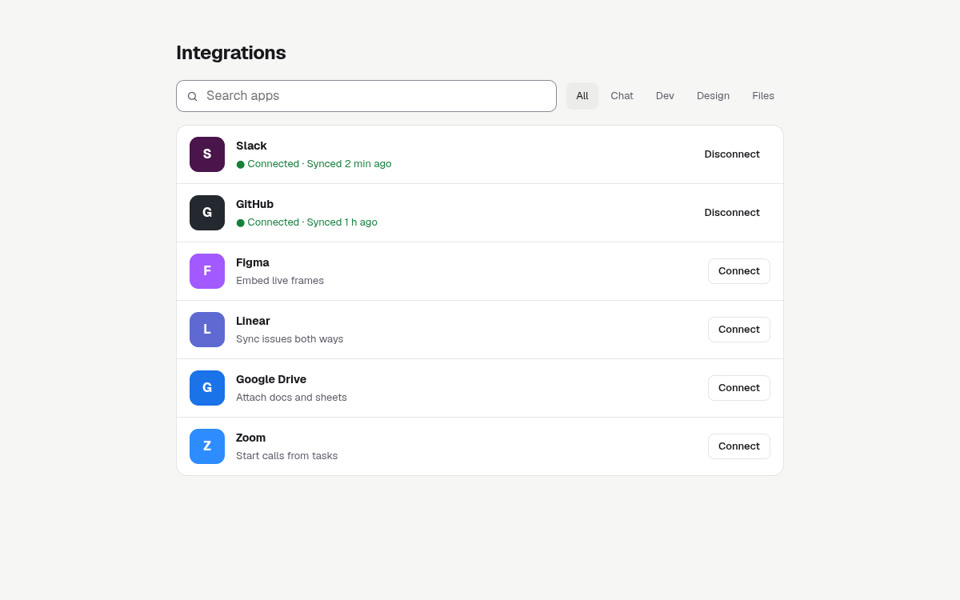 Integrations
Search apps
All
Chat
Dev
Design
Files
S
Slack
Connected · Synced 2 min ago
Disconnect
G
GitHub
Connected · Synced 1 h ago
Disconnect
F
Figma
Embed live frames
Connect
L
Linear
Sync issues both ways
Connect
G
Google Drive
Attach docs and sheets
Connect
Z
Zoom
Start calls from tasks
Connect